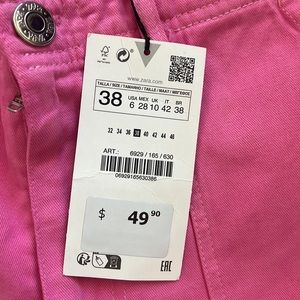 www.zara.com
TALLA / SIZE / TAMANHO / TAILLE / MAAT / ΜΕΓΕΘΟΣ
38
USA MEX UK IT BR
6 28 10 42 38
32 34 36 38 40 42 44 46
ART.: 6929 / 165 / 630
06929165630386
$ 49.90
EAC